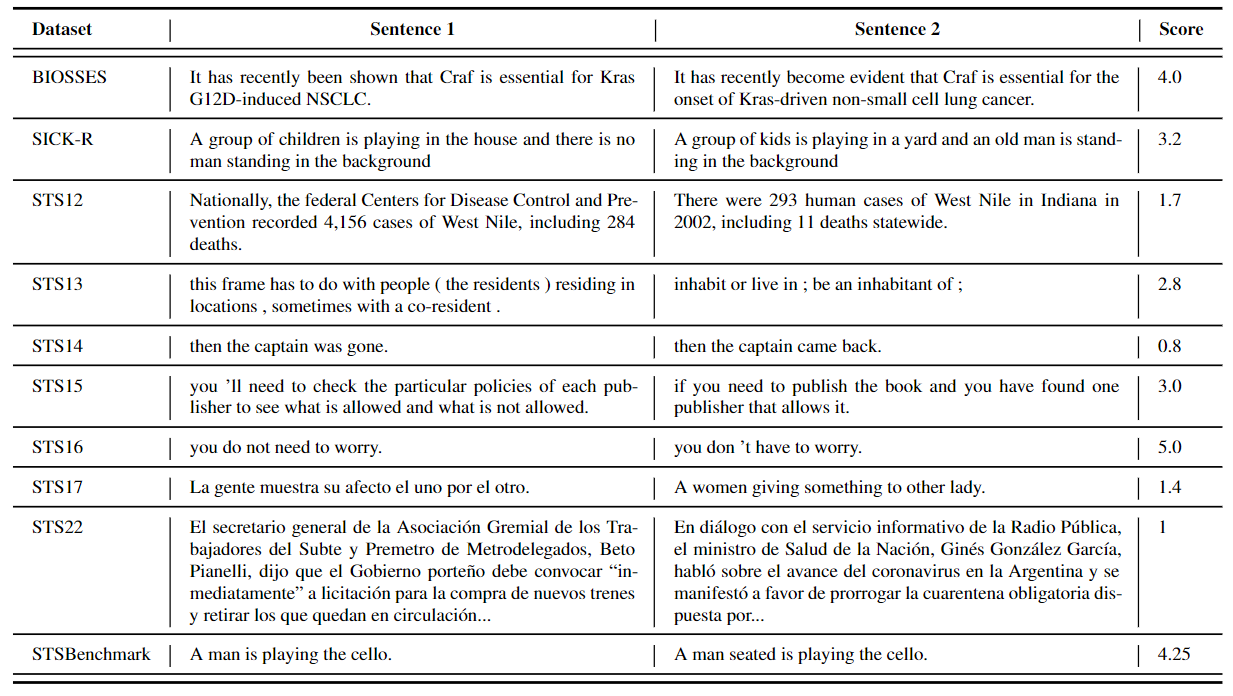 Dataset Sentence 1 Sentence 2 Score
BIOSSES It has recently been shown that Craf is essential for Kras It has recently become evident that Craf is essential for the 4.0
G12D-induced NSCLC. onset of Kras-driven non-small cell lung cancer.
SICK-R A group of children is playing in the house and there is no A group of kids is playing in a yard and an old man is stand- 3.2
man standing in the background ing in the background
STS12 Nationally, the federal Centers for Disease Control and Pre- There were 293 human cases of West Nile in Indiana in 1.7
vention recorded 4,156 cases of West Nile, including 284 2002, including 11 deaths statewide.
deaths.
STS13 this frame has to do with people ( the residents ) residing in inhabit or live in ; be an inhabitant of ; 2.8
locations , sometimes with a co-resident .
STS14 then the captain was gone. then the captain came back. 0.8
STS15 you ’ll need to check the particular policies of each pub- if you need to publish the book and you have found one 3.0
lisher to see what is allowed and what is not allowed. publisher that allows it.
STS16 you do not need to worry. you don ’t have to worry. 5.0
STS17 La gente muestra su afecto el uno por el otro. A women giving something to other lady. 1.4
STS22 El secretario general de la Asociación Gremial de los Tra- En diálogo con el servicio informativo de la Radio Pública, 1
bajadores del Subte y Premetro de Metrodelegados, Beto el ministro de Salud de la Nación, Ginés González García,
Pianelli, dijo que el Gobierno porteño debe convocar “in- habló sobre el avance del coronavirus en la Argentina y se
mediatamente” a licitación para la compra de nuevos trenes manifestó a favor de prorrogar la cuarentena obligatoria dis-
y retirar los que quedan en circulación... puesta por...
STSBenchmark A man is playing the cello. A man seated is playing the cello. 4.25